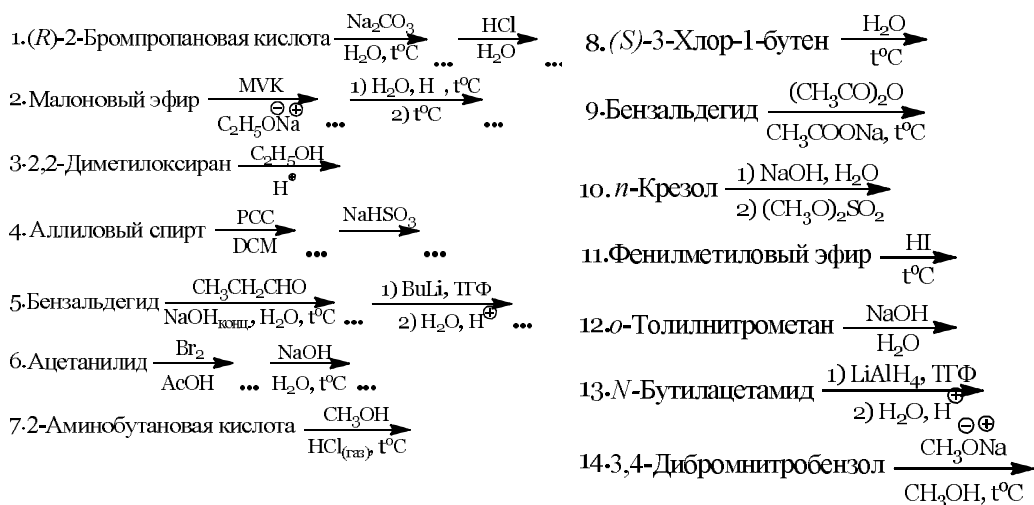 1.(R)-2-Бромпропановая кислота Na2CO3 H2O, t°C ... HCl H2O ...
2.Малоновый эфир MVK C2H5ONa ⊖⊕ ... 1) H2O, H , t°C 2) t°C ...
3.2,2-Диметилоксиран C2H5OH H⊕
4.Аллиловый спирт PCC DCM ... NaHSO3 ...
5.Бензальдегид CH3CH2CHO NaOHконц., H2O, t°C ... 1) BuLi, ТГФ 2) H2O, H⊕ ...
6.Ацетанилид Br2 AcOH ... NaOH H2O, t°C ...
7.2-Аминобутановая кислота CH3OH HCl(газ), t°C
8.(S)-3-Хлор-1-бутен H2O t°C
9.Бензальдегид (CH3CO)2O CH3COONa, t°C
10.п-Крезол 1) NaOH, H2O 2) (CH3O)2SO2
11.Фенилметиловый эфир HI t°C
12.о-Толилнитрометан NaOH H2O
13.N-Бутилацетамид 1) LiAlH4, ТГФ 2) H2O, H⊕
14.3,4-Дибромнитробензол CH3ONa ⊖⊕ CH3OH, t°C